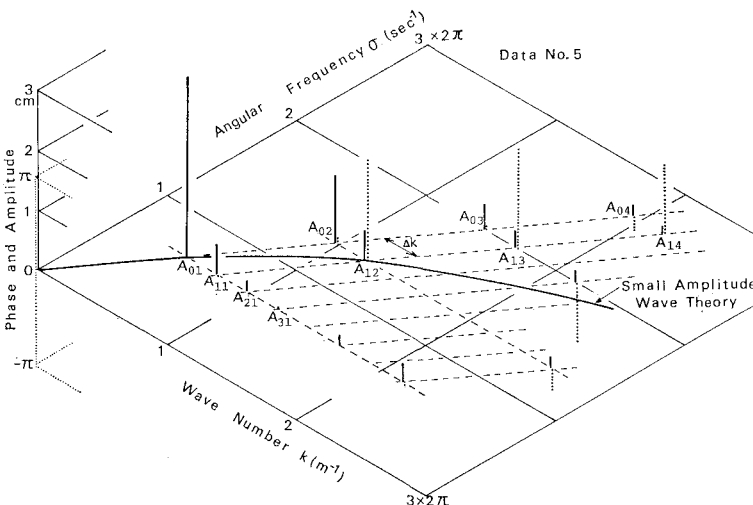 Data No. 5
3 × 2π
Angular Frequency σ (sec⁻¹)
2
1
3
cm
2
π
1
0
-π
Phase and Amplitude
A₀₁
A₁₁
A₂₁
A₃₁
A₀₂
A₁₂
Δk
A₀₃
A₁₃
A₀₄
A₁₄
Small Amplitude
Wave Theory
1
2
Wave Number k (m⁻¹)
3 × 2π